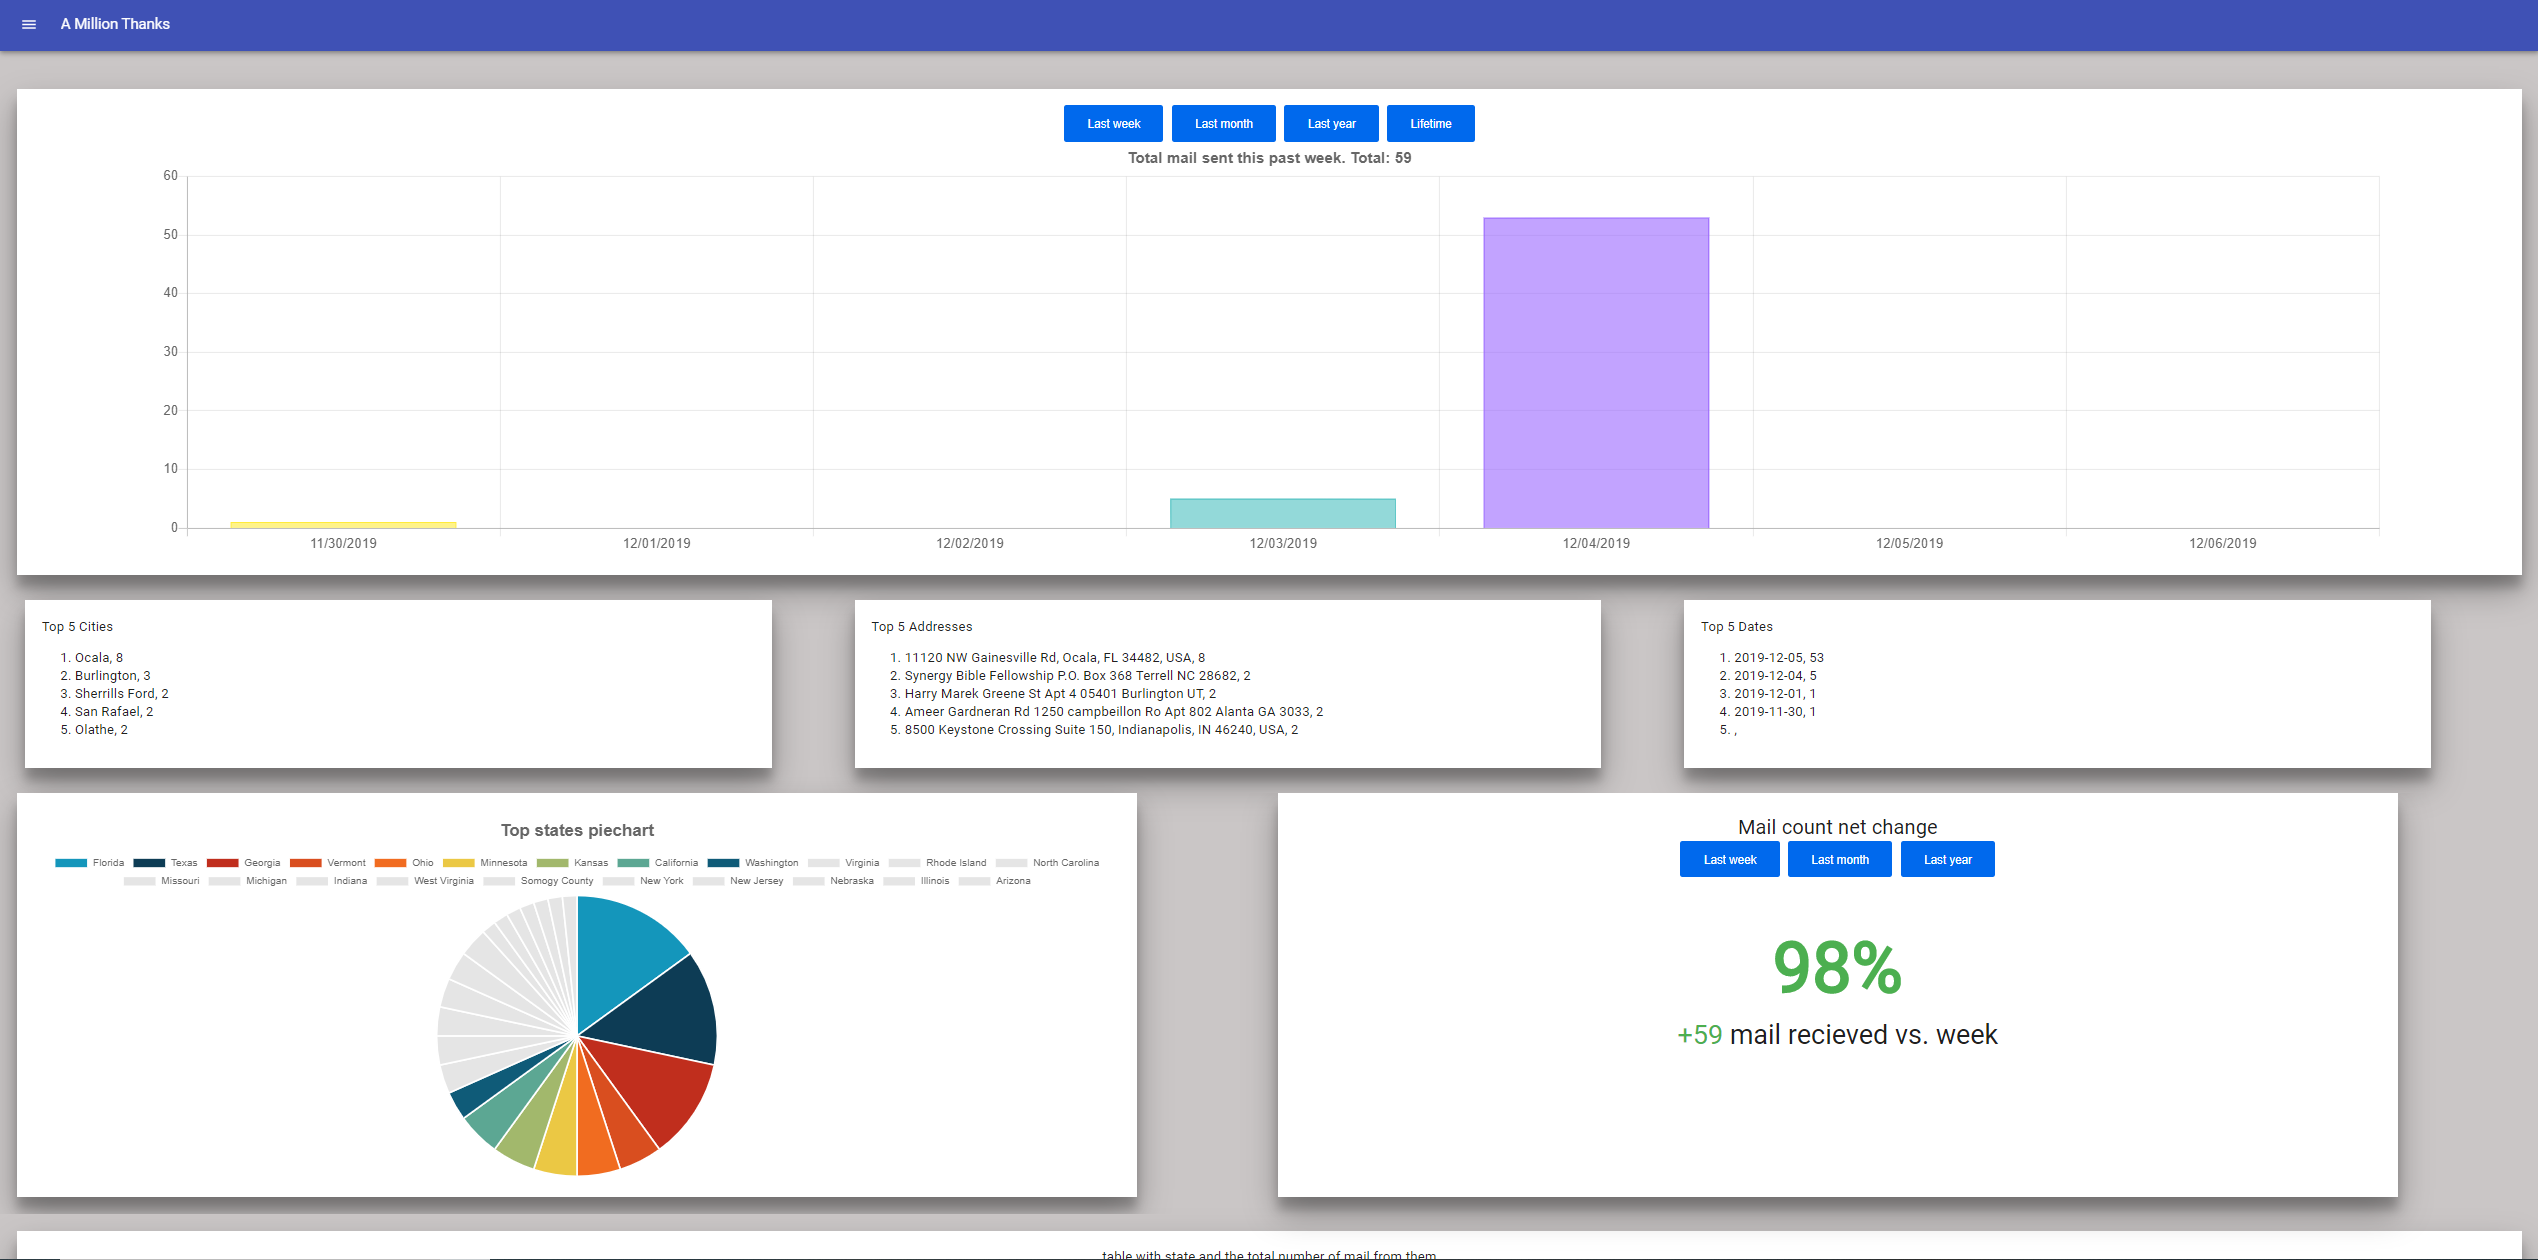 A Million Thanks
Last week Last month Last year Lifetime
Total mail sent this past week. Total: 59
60
50
40
30
20
10
0
11/30/2019 12/01/2019 12/02/2019 12/03/2019 12/04/2019 12/05/2019 12/06/2019
Top 5 Cities
1. Ocala, 8
2. Burlington, 3
3. Sherrills Ford, 2
4. San Rafael, 2
5. Olathe, 2
Top 5 Addresses
1. 11120 NW Gainesville Rd, Ocala, FL 34482, USA, 8
2. Synergy Bible Fellowship P.O. Box 368 Terrell NC 28682, 2
3. Harry Marek Greene St Apt 4 05401 Burlington UT, 2
4. Ameer Gardneran Rd 1250 campbeillon Ro Apt 802 Alanta GA 3033, 2
5. 8500 Keystone Crossing Suite 150, Indianapolis, IN 46240, USA, 2
Top 5 Dates
1. 2019-12-05, 53
2. 2019-12-04, 5
3. 2019-12-01, 1
4. 2019-11-30, 1
5. ,
Top states piechart
Florida Texas Georgia Vermont Ohio Minnesota Kansas California Washington Virginia Rhode Island North Carolina
Missouri Michigan Indiana West Virginia Somogy County New York New Jersey Nebraska Illinois Arizona
Mail count net change
Last week Last month Last year
98%
+59 mail recieved vs. week
table with state and the total number of mail from them